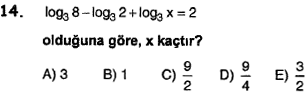 14. log₃ 8 – log₃ 2 + log₃ x = 2
olduğuna göre, x kaçtır?
A) 3 B) 1 C) 9/2 D) 9/4 E) 3/2